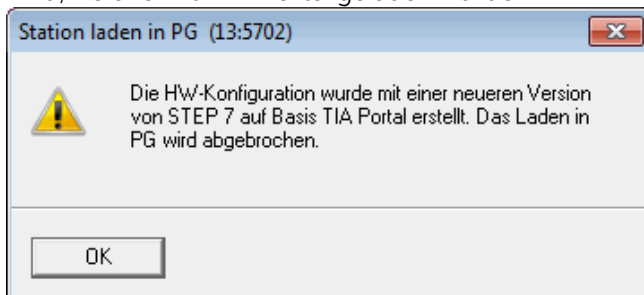 Station laden in PG (13:5702)
Die HW-Konfiguration wurde mit einer neueren Version
von STEP 7 auf Basis TIA Portal erstellt. Das Laden in
PG wird abgebrochen.
OK